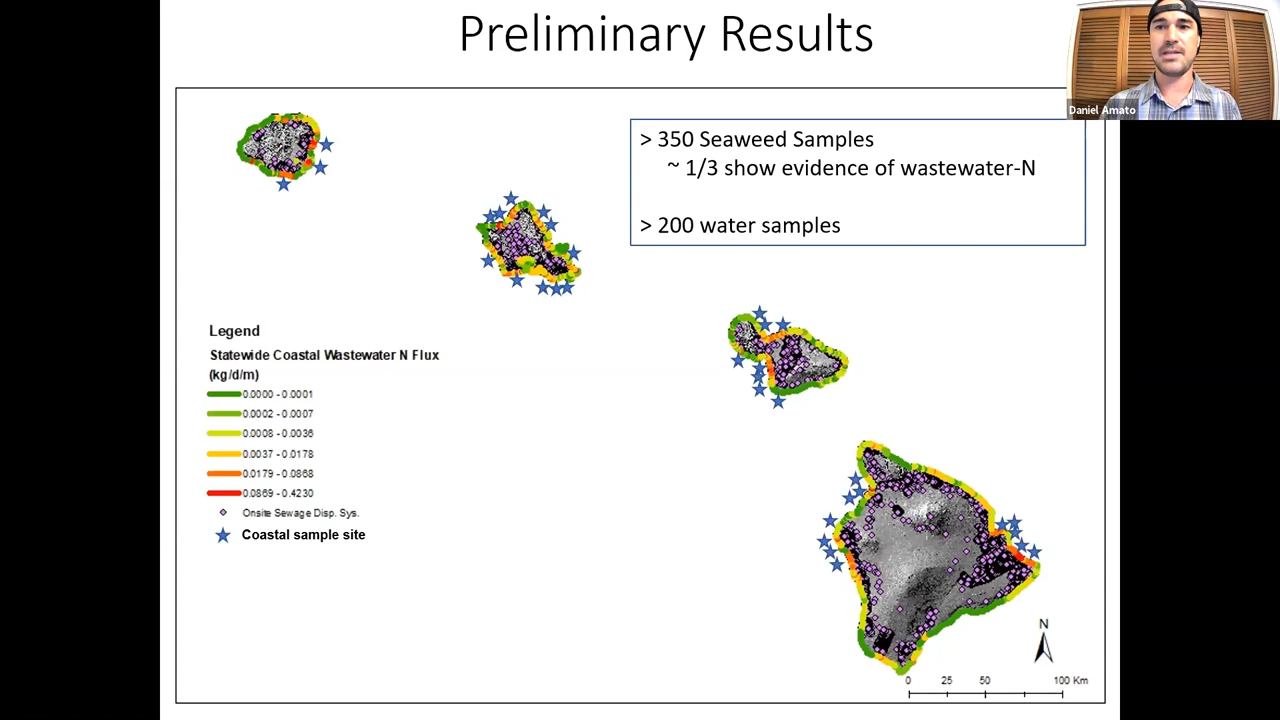 Preliminary Results
Daniel Amato
> 350 Seaweed Samples
~ 1/3 show evidence of wastewater-N
> 200 water samples
Legend
Statewide Coastal Wastewater N Flux
(kg/d/m)
0.0000 - 0.0001
0.0002 - 0.0007
0.0008 - 0.0036
0.0037 - 0.0178
0.0179 - 0.0868
0.0869 - 0.4230
Onsite Sewage Disp. Sys.
Coastal sample site
N
0 25 50 100 Km